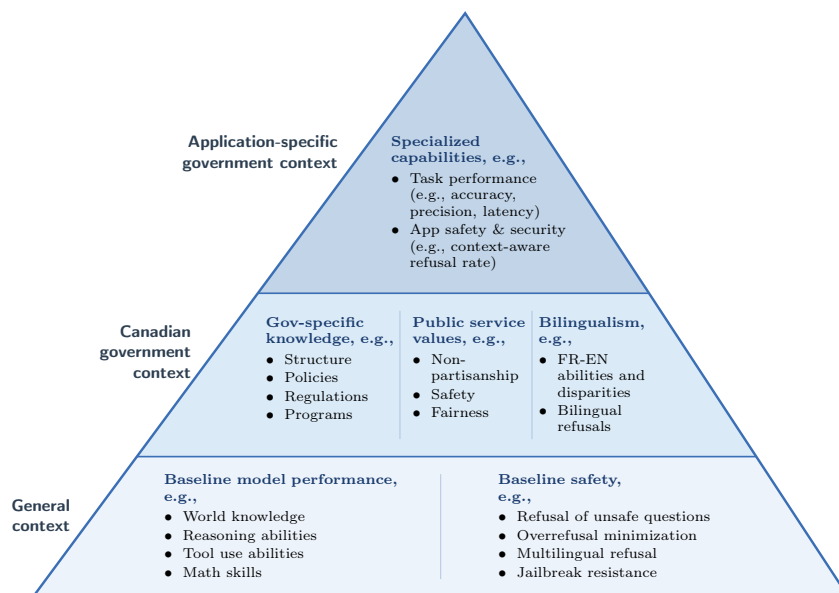 Application-specific
government context
Specialized
capabilities, e.g.,
● Task performance
(e.g., accuracy,
precision, latency)
● App safety & security
(e.g., context-aware
refusal rate)
Canadian
government
context
Gov-specific
knowledge, e.g.,
● Structure
● Policies
● Regulations
● Programs
Public service
values, e.g.,
● Non-
partisanship
● Safety
● Fairness
Bilingualism,
e.g.,
● FR-EN
abilities and
disparities
● Bilingual
refusals
General
context
Baseline model performance,
e.g.,
● World knowledge
● Reasoning abilities
● Tool use abilities
● Math skills
Baseline safety,
e.g.,
● Refusal of unsafe questions
● Overrefusal minimization
● Multilingual refusal
● Jailbreak resistance